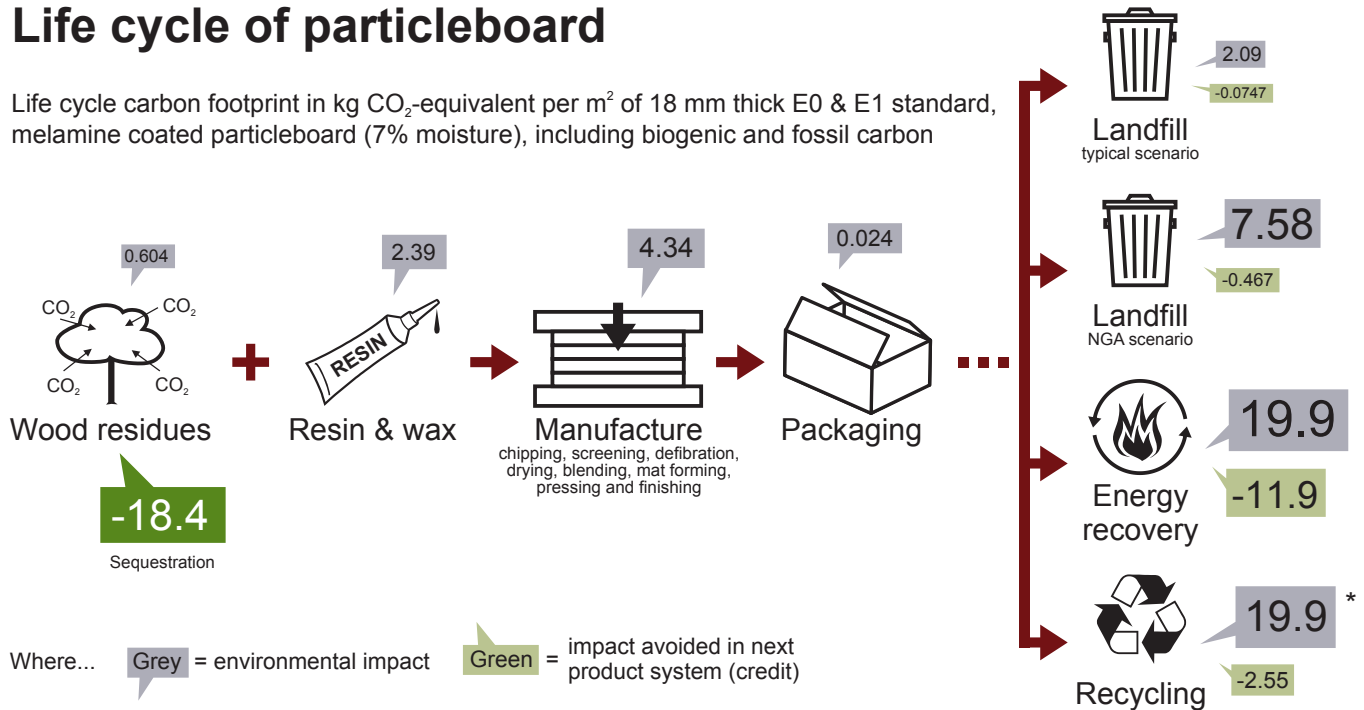 Life cycle of particleboard
Life cycle carbon footprint in kg CO₂-equivalent per m² of 18 mm thick E0 & E1 standard,
melamine coated particleboard (7% moisture), including biogenic and fossil carbon
0.604
CO₂
CO₂
CO₂
CO₂
Wood residues
-18.4
Sequestration
2.39
RESIN
Resin & wax
4.34
Manufacture
chipping, screening, defibration,
drying, blending, mat forming,
pressing and finishing
0.024
Packaging
2.09
-0.0747
Landfill
typical scenario
7.58
-0.467
Landfill
NGA scenario
19.9
-11.9
Energy
recovery
19.9 *
-2.55
Recycling
Where... Grey = environmental impact
Green = impact avoided in next
product system (credit)